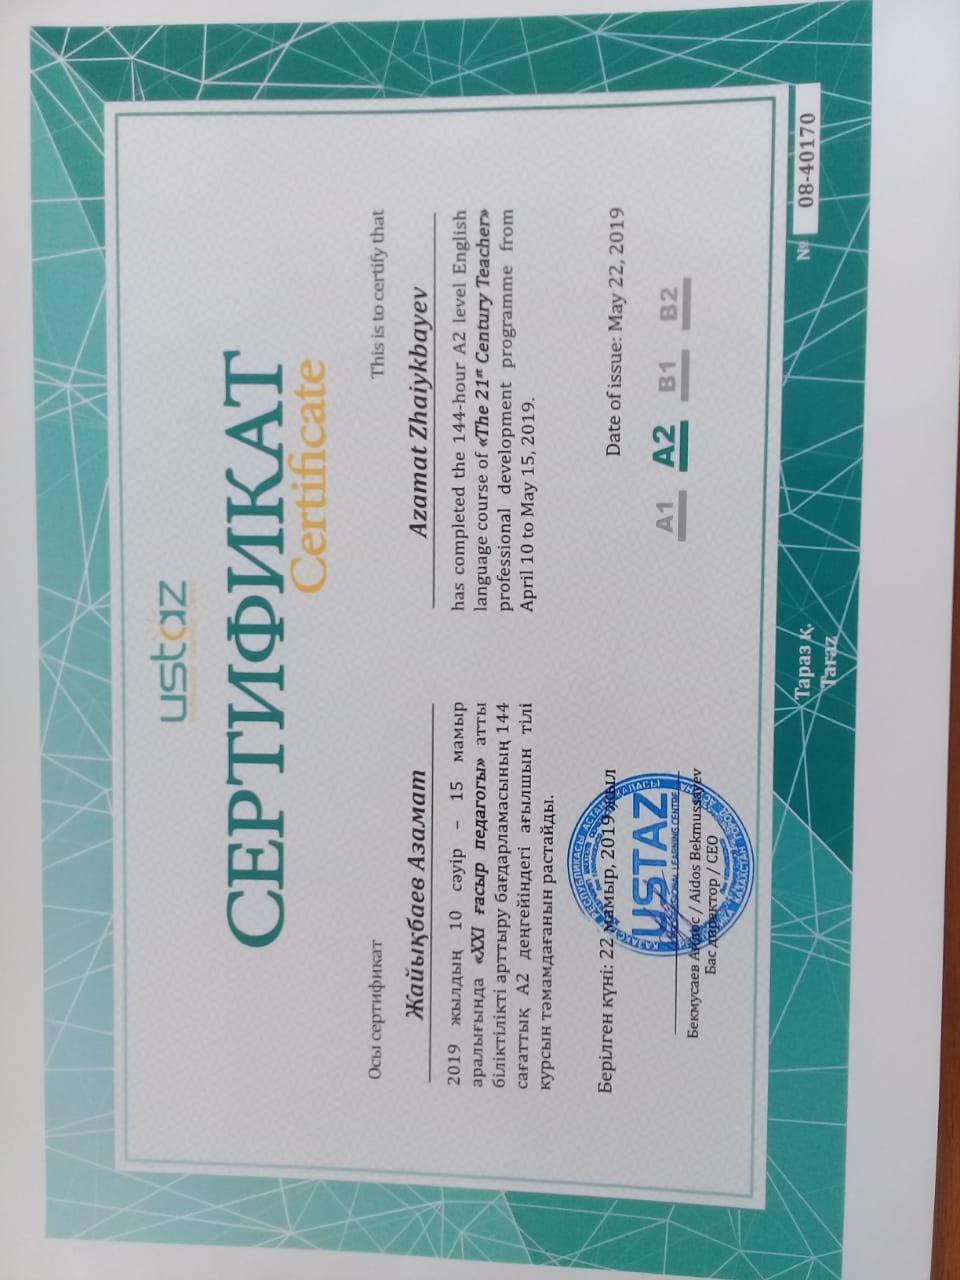 ustaz
СЕРТИФИКАТ
Certificate
Осы сертификат
Жайықбаев Азамат
2019 жылдың 10 сәуір – 15 мамыр
аралығында «XXI ғасыр педагогы» атты
біліктілікті арттыру бағдарламасының 144
сағаттық А2 деңгейіндегі ағылшын тілі
курсын тәмамдағанын растайды.
Берілген күні: 22 мамыр, 2019 жыл
USTAZ
LEARNING CENTRE
Бекмусаев Айдос / Aidos Bekmussayev
Бас директор / CEO
This is to certify that
Azamat Zhaiykbayev
has completed the 144-hour A2 level English
language course of «The 21st Century Teacher»
professional development programme from
April 10 to May 15, 2019.
Date of issue: May 22, 2019
A1 A2 B1 B2
Тараз қ.
Taraz
№ 08-40170